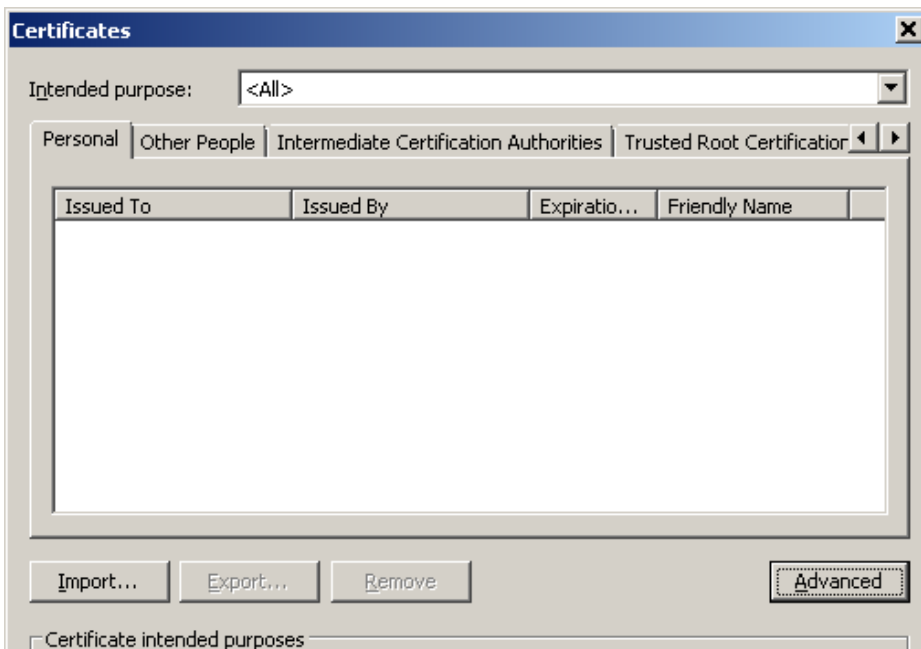 Certificates
Intended purpose: <All>
Personal Other People Intermediate Certification Authorities Trusted Root Certification
Issued To Issued By Expiratio... Friendly Name
Import... Export... Remove Advanced
Certificate intended purposes